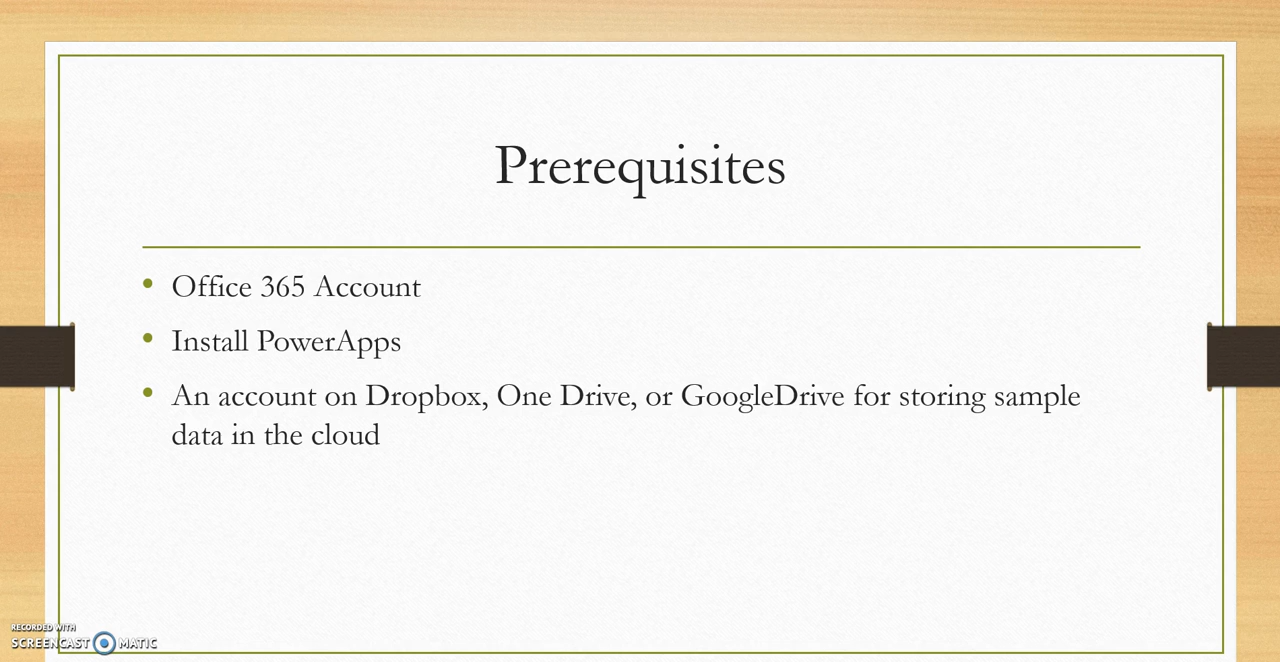 Prerequisites
• Office 365 Account
• Install PowerApps
• An account on Dropbox, One Drive, or GoogleDrive for storing sample
data in the cloud
RECORDED WITH
SCREENCAST MATIC